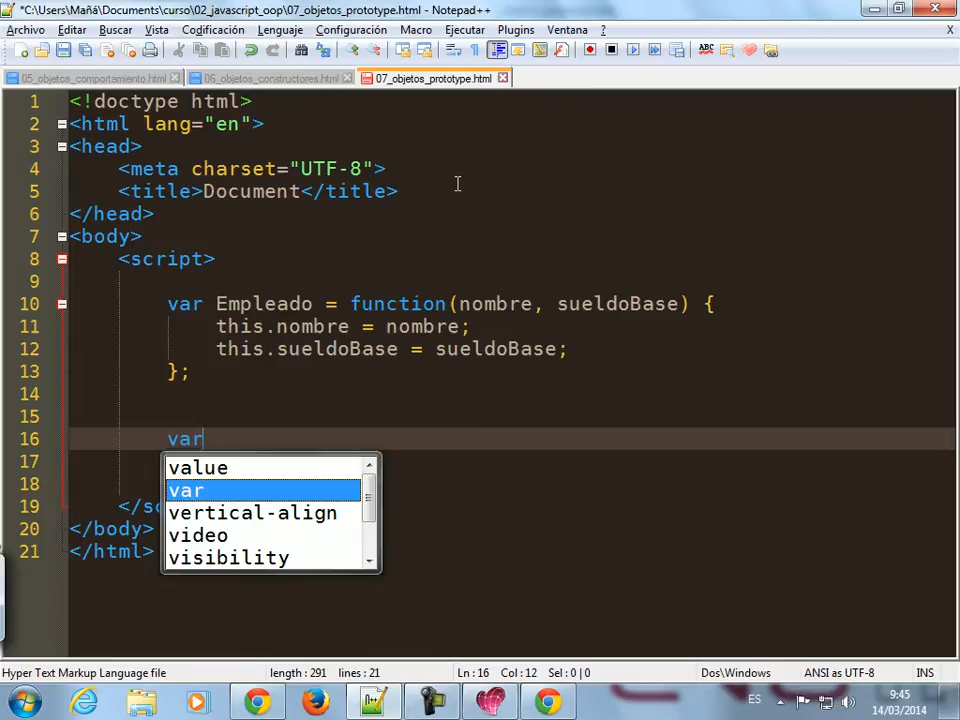 *C:\Users\Mañá\Documents\curso\02_javascript_oop\07_objetos_prototype.html - Notepad++
Archivo Editar Buscar Vista Codificación Lenguaje Configuración Macro Ejecutar Plugins Ventana ? X
05_objetos_comportamiento.html 06_objetos_constructores.html 07_objetos_prototype.html
1 <!doctype html>
2 <html lang="en">
3 <head>
4 <meta charset="UTF-8">
5 <title>Document</title>
6 </head>
7 <body>
8 <script>
9
10 var Empleado = function(nombre, sueldoBase) {
11 this.nombre = nombre;
12 this.sueldoBase = sueldoBase;
13 };
14
15
16 var
17 value
18 var
vertical-align
19 </sc
20 </body> video
21 </html> visibility
Hyper Text Markup Language file length : 291 lines : 21 Ln : 16 Col : 12 Sel : 0 | 0 Dos\Windows ANSI as UTF-8 INS
ES 9:45
14/03/2014